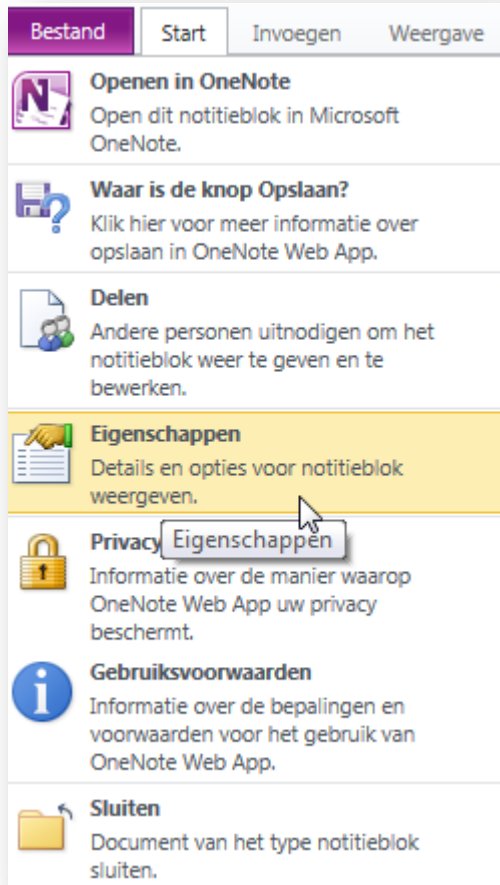 Bestand Start Invoegen Weergave
Openen in OneNote
Open dit notitieblok in Microsoft
OneNote.
Waar is de knop Opslaan?
Klik hier voor meer informatie over
opslaan in OneNote Web App.
Delen
Andere personen uitnodigen om het
notitieblok weer te geven en te
bewerken.
Eigenschappen
Details en opties voor notitieblok
weergeven.
Privacy
Eigenschappen
Informatie over de manier waarop
OneNote Web App uw privacy
beschermt.
Gebruiksvoorwaarden
Informatie over de bepalingen en
voorwaarden voor het gebruik van
OneNote Web App.
Sluiten
Document van het type notitieblok
sluiten.